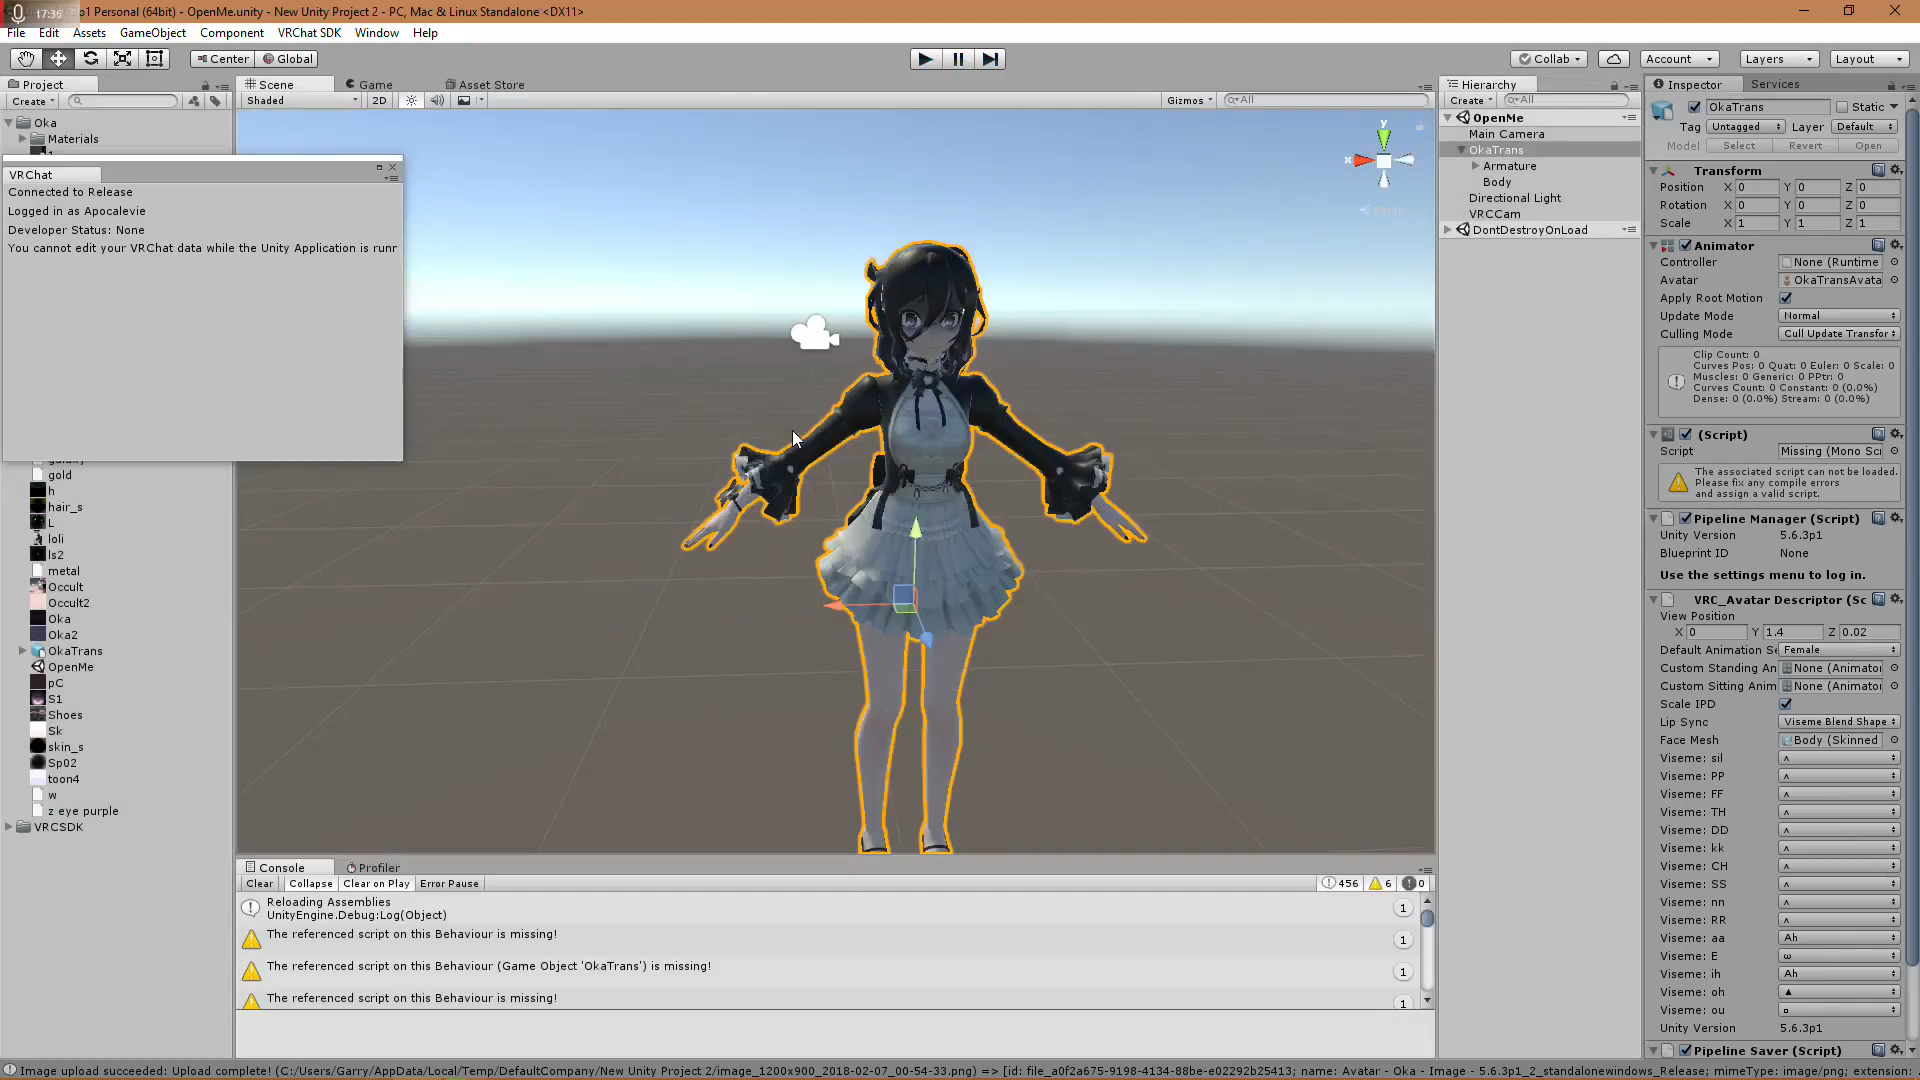 17:36
p1 Personal (64bit) - OpenMe.unity - New Unity Project 2 - PC, Mac & Linux Standalone <DX11>
File Edit Assets GameObject Component VRChat SDK Window Help
Center Global
Collab Account Layers Layout
Project
Create
Oka
Materials
VRChat
Connected to Release
Logged in as Apocalevie
Developer Status: None
You cannot edit your VRChat data while the Unity Application is runr
gold
h
hair_s
L
loli
ls2
metal
Occult
Occult2
Oka
Oka2
OkaTrans
OpenMe
pC
S1
Shoes
Sk
skin_s
Sp02
toon4
w
z eye purple
VRCSDK
Scene Game Asset Store
Shaded 2D Gizmos All
y
x
Persp
Console Profiler
Clear Collapse Clear on Play Error Pause 456 6 0
Reloading Assemblies
UnityEngine.Debug:Log(Object)
1
The referenced script on this Behaviour is missing!
1
The referenced script on this Behaviour (Game Object 'OkaTrans') is missing!
1
The referenced script on this Behaviour is missing!
1
Hierarchy
Create All
OpenMe
Main Camera
OkaTrans
Armature
Body
Directional Light
VRCCam
DontDestroyOnLoad
Inspector Services
OkaTrans Static
Tag Untagged Layer Default
Model Select Revert Open
Transform
Position X 0 Y 0 Z 0
Rotation X 0 Y 0 Z 0
Scale X 1 Y 1 Z 1
Animator
Controller None (Runtime
Avatar OkaTransAvata
Apply Root Motion
Update Mode Normal
Culling Mode Cull Update Transfor
Clip Count: 0
Curves Pos: 0 Quat: 0 Euler: 0 Scale: 0
Muscles: 0 Generic: 0 PPtr: 0
Curves Count: 0 Constant: 0 (0.0%)
Dense: 0 (0.0%) Stream: 0 (0.0%)
(Script)
Script Missing (Mono Scr
The associated script can not be loaded.
Please fix any compile errors
and assign a valid script.
Pipeline Manager (Script)
Unity Version 5.6.3p1
Blueprint ID None
Use the settings menu to log in.
VRC_Avatar Descriptor (Sc
View Position
X 0 Y 1.4 Z 0.02
Default Animation Se Female
Custom Standing An None (Animator
Custom Sitting Anim None (Animator
Scale IPD
Lip Sync Viseme Blend Shape
Face Mesh Body (Skinned
Viseme: sil ʌ
Viseme: PP ʌ
Viseme: FF ʌ
Viseme: TH ʌ
Viseme: DD ʌ
Viseme: kk ʌ
Viseme: CH ʌ
Viseme: SS ʌ
Viseme: nn ʌ
Viseme: RR ʌ
Viseme: aa Ah
Viseme: E ω
Viseme: ih Ah
Viseme: oh ▲
Viseme: ou □
Unity Version 5.6.3p1
Pipeline Saver (Script)
Image upload succeeded: Upload complete! (C:/Users/Garry/AppData/Local/Temp/DefaultCompany/New Unity Project 2/image_1200x900_2018-02-07_00-54-33.png) => [id: file_a0f2a675-9198-4134-88be-e02292b25413; name: Avatar - Oka - Image - 5.6.3p1_2_standalonewindows_Release; mimeType: image/png; extension: .